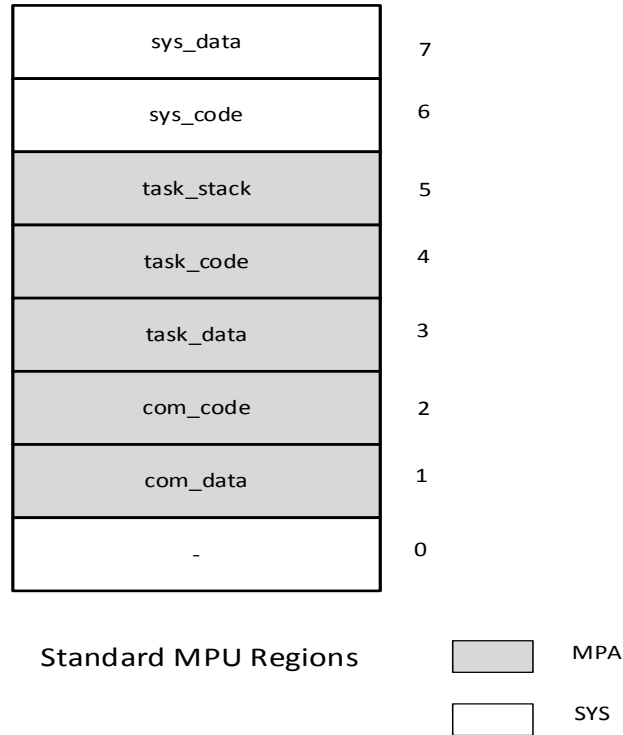 sys_data 7
sys_code 6
task_stack 5
task_code 4
task_data 3
com_code 2
com_data 1
- 0
Standard MPU Regions
MPA
SYS